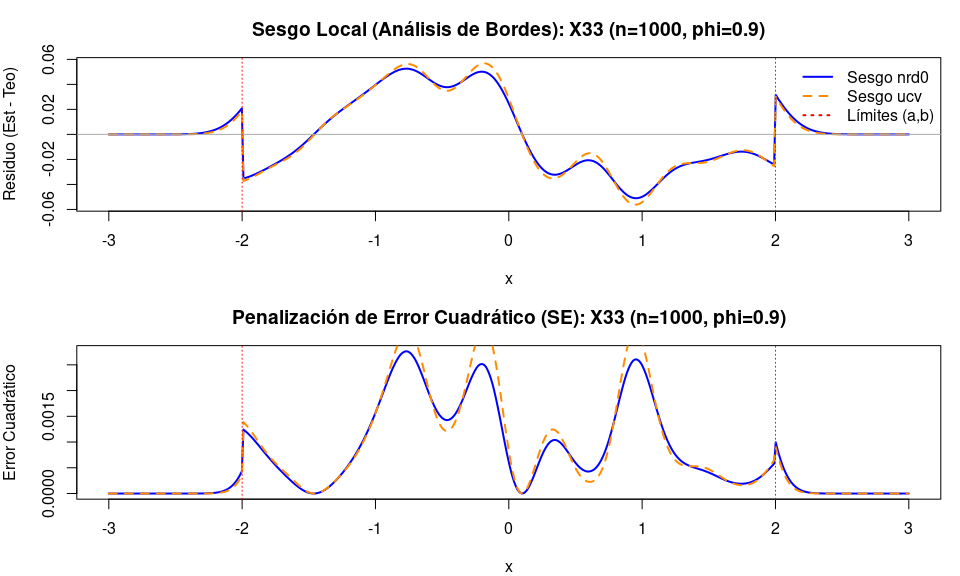 Sesgo Local (Análisis de Bordes): X33 (n=1000, phi=0.9)
Residuo (Est - Teo)
0.06
0.02
-0.02
-0.06
Sesgo nrd0
Sesgo ucv
Límites (a,b)
-3 -2 -1 0 1 2 3
x
Penalización de Error Cuadrático (SE): X33 (n=1000, phi=0.9)
Error Cuadrático
0.0015
0.0000
-3 -2 -1 0 1 2 3
x